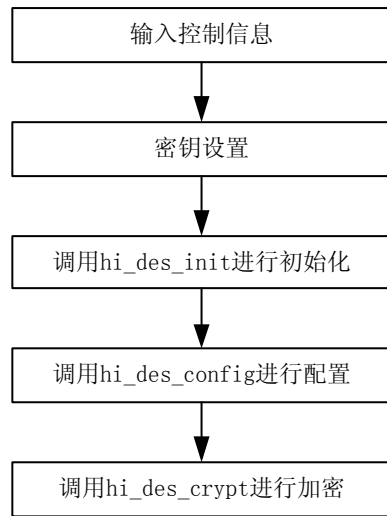 输入控制信息
密钥设置
调用hi_des_init进行初始化
调用hi_des_config进行配置
调用hi_des_crypt进行加密